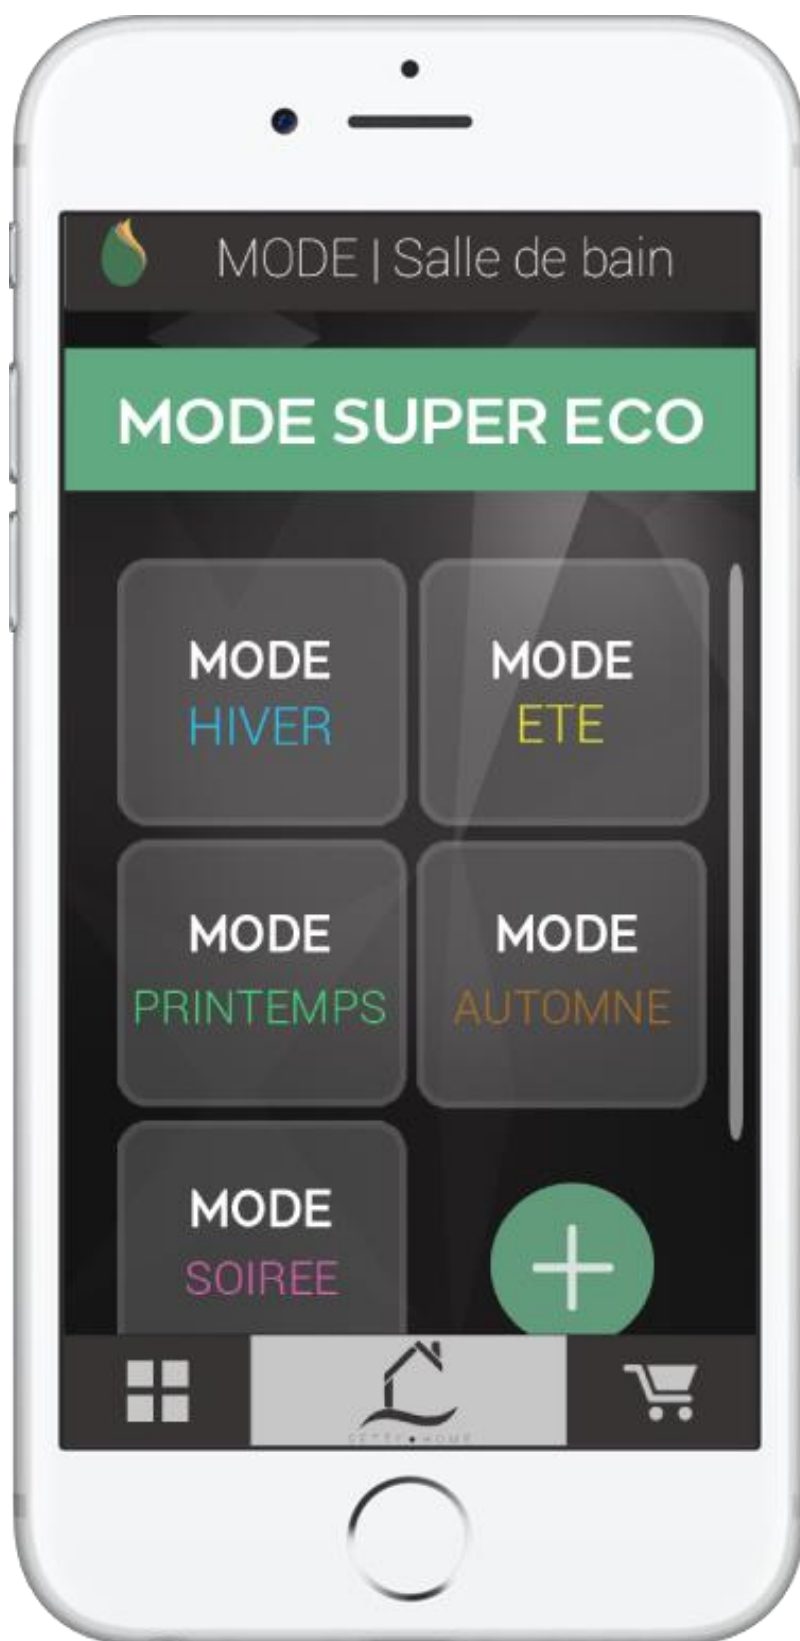 MODE | Salle de bain
MODE SUPER ECO
MODE
HIVER
MODE
ETE
MODE
PRINTEMPS
MODE
AUTOMNE
MODE
SOIREE